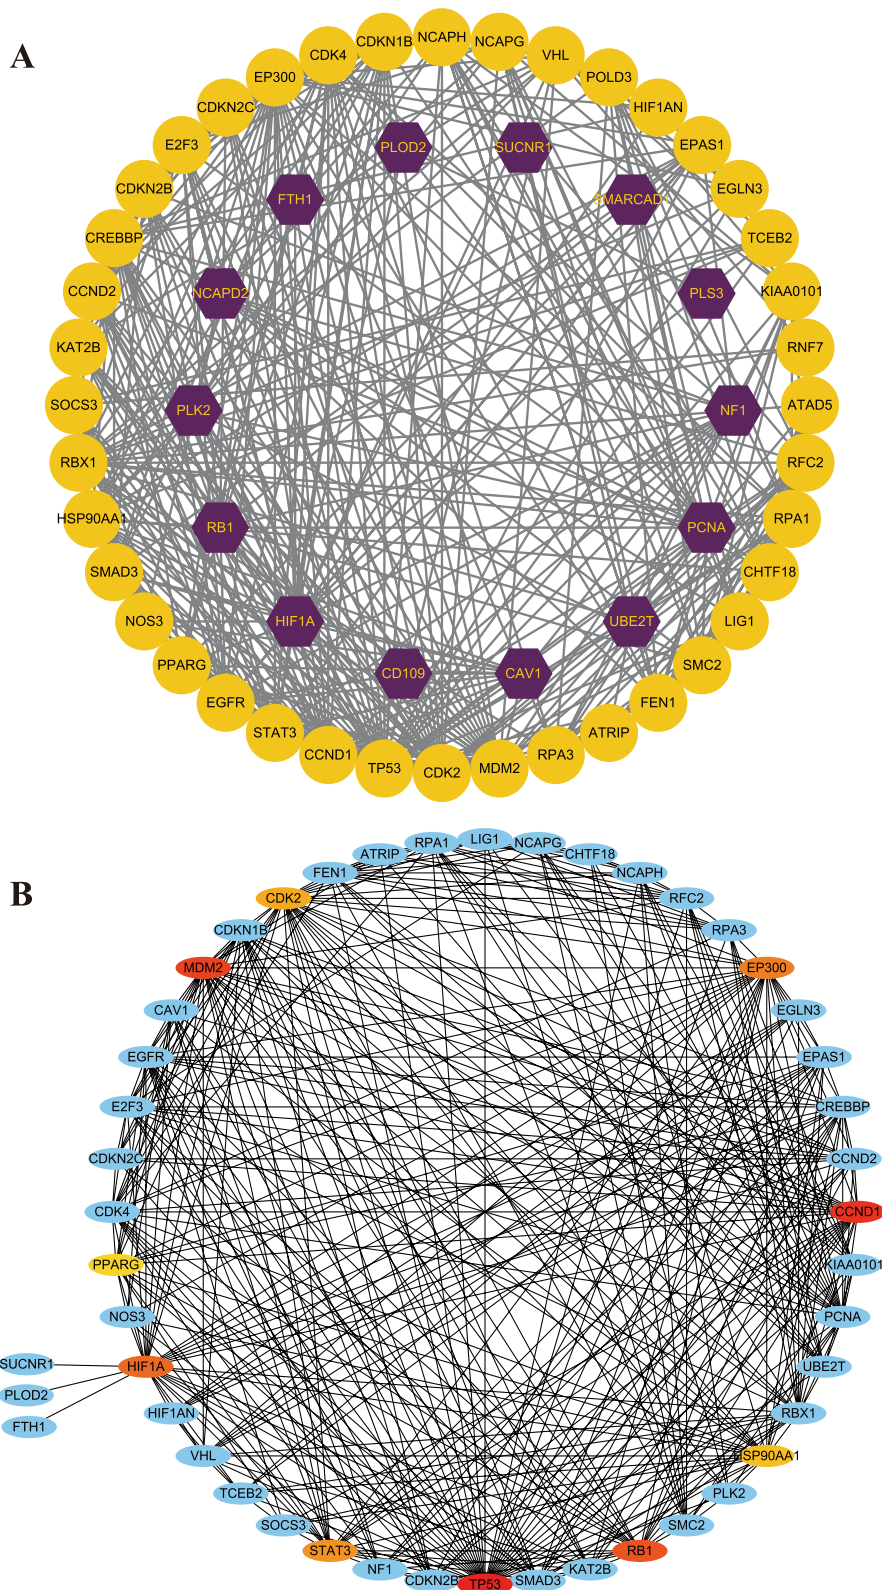 A
NCAPH
CDKN1B
NCAPG
CDK4
VHL
EP300
POLD3
CDKN2C
HIF1AN
E2F3
PLOD2
SUCNR1
EPAS1
CDKN2B
FTH1
SMARCAD1
EGLN3
CREBBP
TCEB2
CCND2
NCAPD2
PLS3
KIAA0101
KAT2B
RNF7
SOCS3
PLK2
NF1
ATAD5
RBX1
RFC2
HSP90AA1
RB1
PCNA
RPA1
SMAD3
CHTF18
NOS3
HIF1A
UBE2T
LIG1
PPARG
CD109
CAV1
SMC2
EGFR
FEN1
STAT3
ATRIP
CCND1
RPA3
TP53
CDK2
MDM2
B
LIG1
RPA1
NCAPG
ATRIP
CHTF18
FEN1
NCAPH
CDK2
RFC2
CDKN1B
RPA3
MDM2
EP300
CAV1
EGLN3
EGFR
EPAS1
E2F3
CREBBP
CDKN2C
CCND2
CDK4
CCND1
PPARG
KIAA0101
NOS3
PCNA
SUCNR1
HIF1A
UBE2T
PLOD2
HIF1AN
RBX1
FTH1
VHL
HSP90AA1
TCEB2
PLK2
SOCS3
SMC2
STAT3
RB1
NF1
KAT2B
CDKN2B
TP53
SMAD3